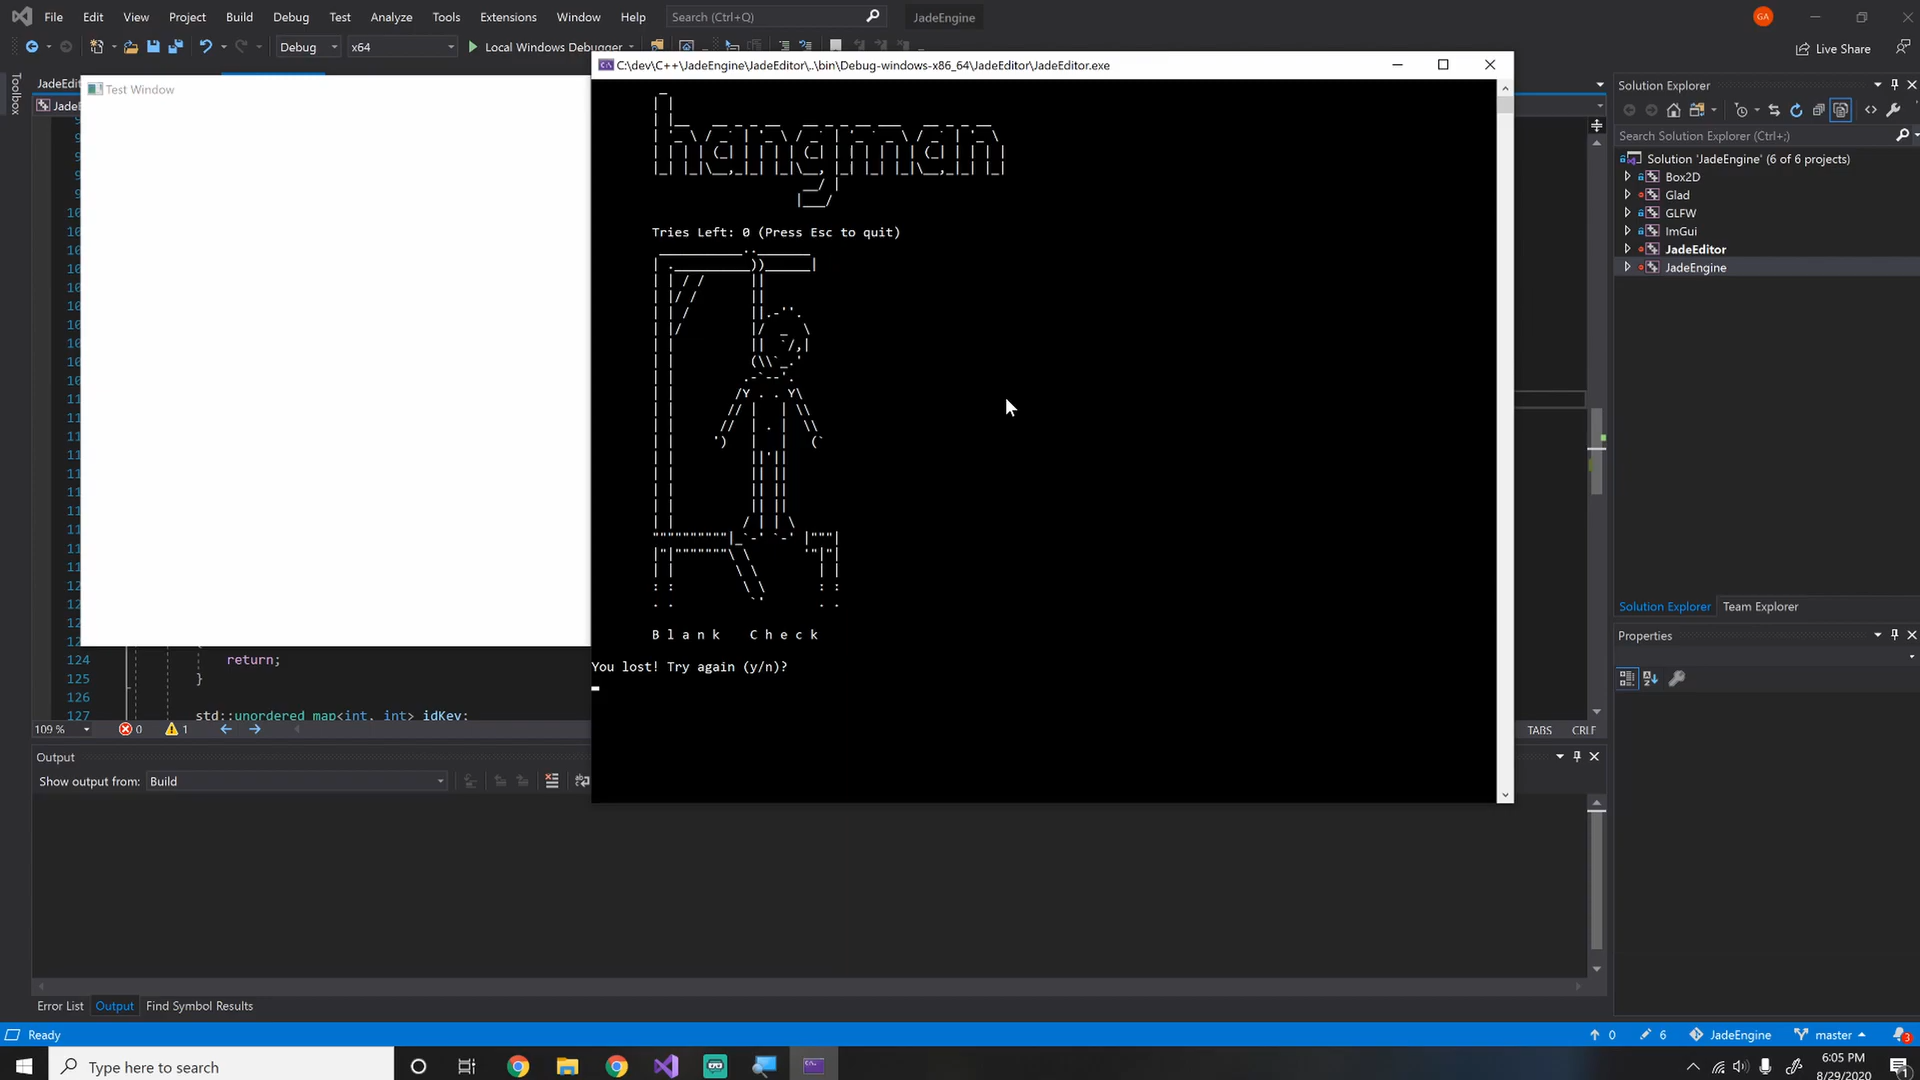 File Edit View Project Build Debug Test Analyze Tools Extensions Window Help Search (Ctrl+Q) JadeEngine GA
Debug x64 Local Windows Debugger Live Share
Toolbox
JadeEdit
Test Window
C:\dev\C++\JadeEngine\JadeEditor\..\bin\Debug-windows-x86_64\JadeEditor\JadeEditor.exe
hangman
Tries Left: 0 (Press Esc to quit)
B l a n k   C h e c k
You lost! Try again (y/n)?
124 return;
125 }
126
127 std::unordered_map<int, int> idKey;
109 % 0 1 TABS CRLF
Solution Explorer
Search Solution Explorer (Ctrl+;)
Solution 'JadeEngine' (6 of 6 projects)
Box2D
Glad
GLFW
ImGui
JadeEditor
JadeEngine
Solution Explorer Team Explorer
Properties
Output
Show output from: Build
Error List Output Find Symbol Results
Ready 0 6 JadeEngine master 3
Type here to search
6:05 PM
8/29/2020